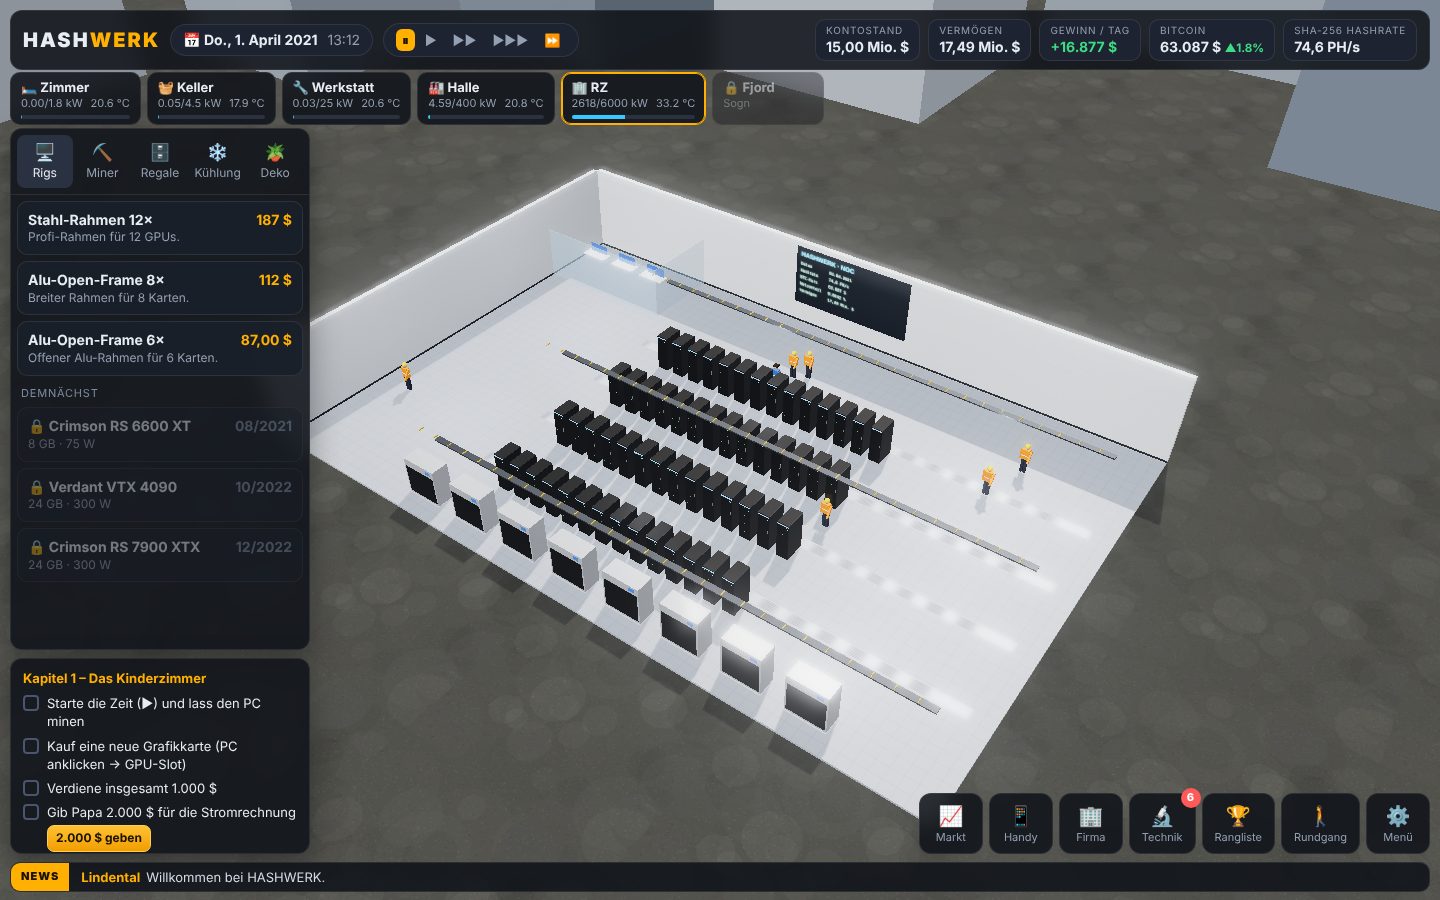 HASHWERK
Do., 1. April 2021 13:12
KONTOSTAND
15,00 Mio. $
VERMÖGEN
17,49 Mio. $
GEWINN / TAG
+16.877 $
BITCOIN
63.087 $ ▲1.8%
SHA-256 HASHRATE
74,6 PH/s
Zimmer
0.00/1.8 kW 20.6 °C
Keller
0.05/4.5 kW 17.9 °C
Werkstatt
0.03/25 kW 20.6 °C
Halle
4.59/400 kW 20.8 °C
RZ
2618/6000 kW 33.2 °C
Fjord
Sogn
Rigs
Miner
Regale
Kühlung
Deko
Stahl-Rahmen 12× 187 $
Profi-Rahmen für 12 GPUs.
Alu-Open-Frame 8× 112 $
Breiter Rahmen für 8 Karten.
Alu-Open-Frame 6× 87,00 $
Offener Alu-Rahmen für 6 Karten.
DEMNÄCHST
Crimson RS 6600 XT 08/2021
8 GB · 75 W
Verdant VTX 4090 10/2022
24 GB · 300 W
Crimson RS 7900 XTX 12/2022
24 GB · 300 W
HASHWERK · NOC
Kapitel 1 – Das Kinderzimmer
Starte die Zeit (▶) und lass den PC
minen
Kauf eine neue Grafikkarte (PC
anklicken → GPU-Slot)
Verdiene insgesamt 1.000 $
Gib Papa 2.000 $ für die Stromrechnung
2.000 $ geben
Markt
Handy
Firma
6
Technik
Rangliste
Rundgang
Menü
NEWS Lindental Willkommen bei HASHWERK.